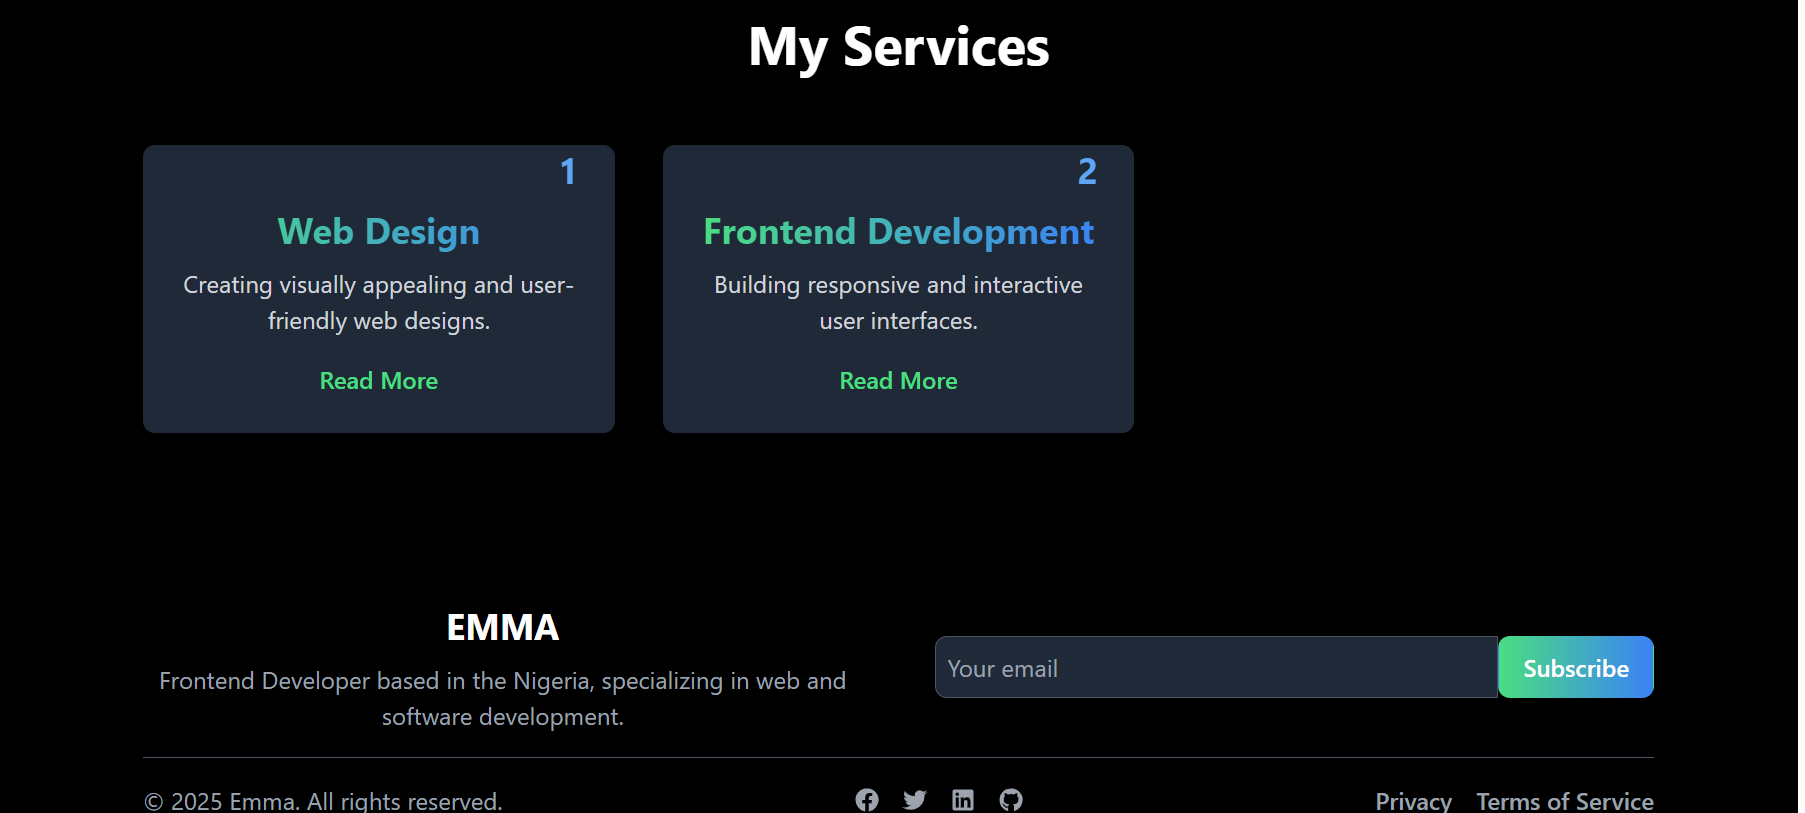 My Services
1
Web Design
Creating visually appealing and user-
friendly web designs.
Read More
2
Frontend Development
Building responsive and interactive
user interfaces.
Read More
EMMA
Frontend Developer based in the Nigeria, specializing in web and
software development.
Your email
Subscribe
© 2025 Emma. All rights reserved.
Privacy
Terms of Service